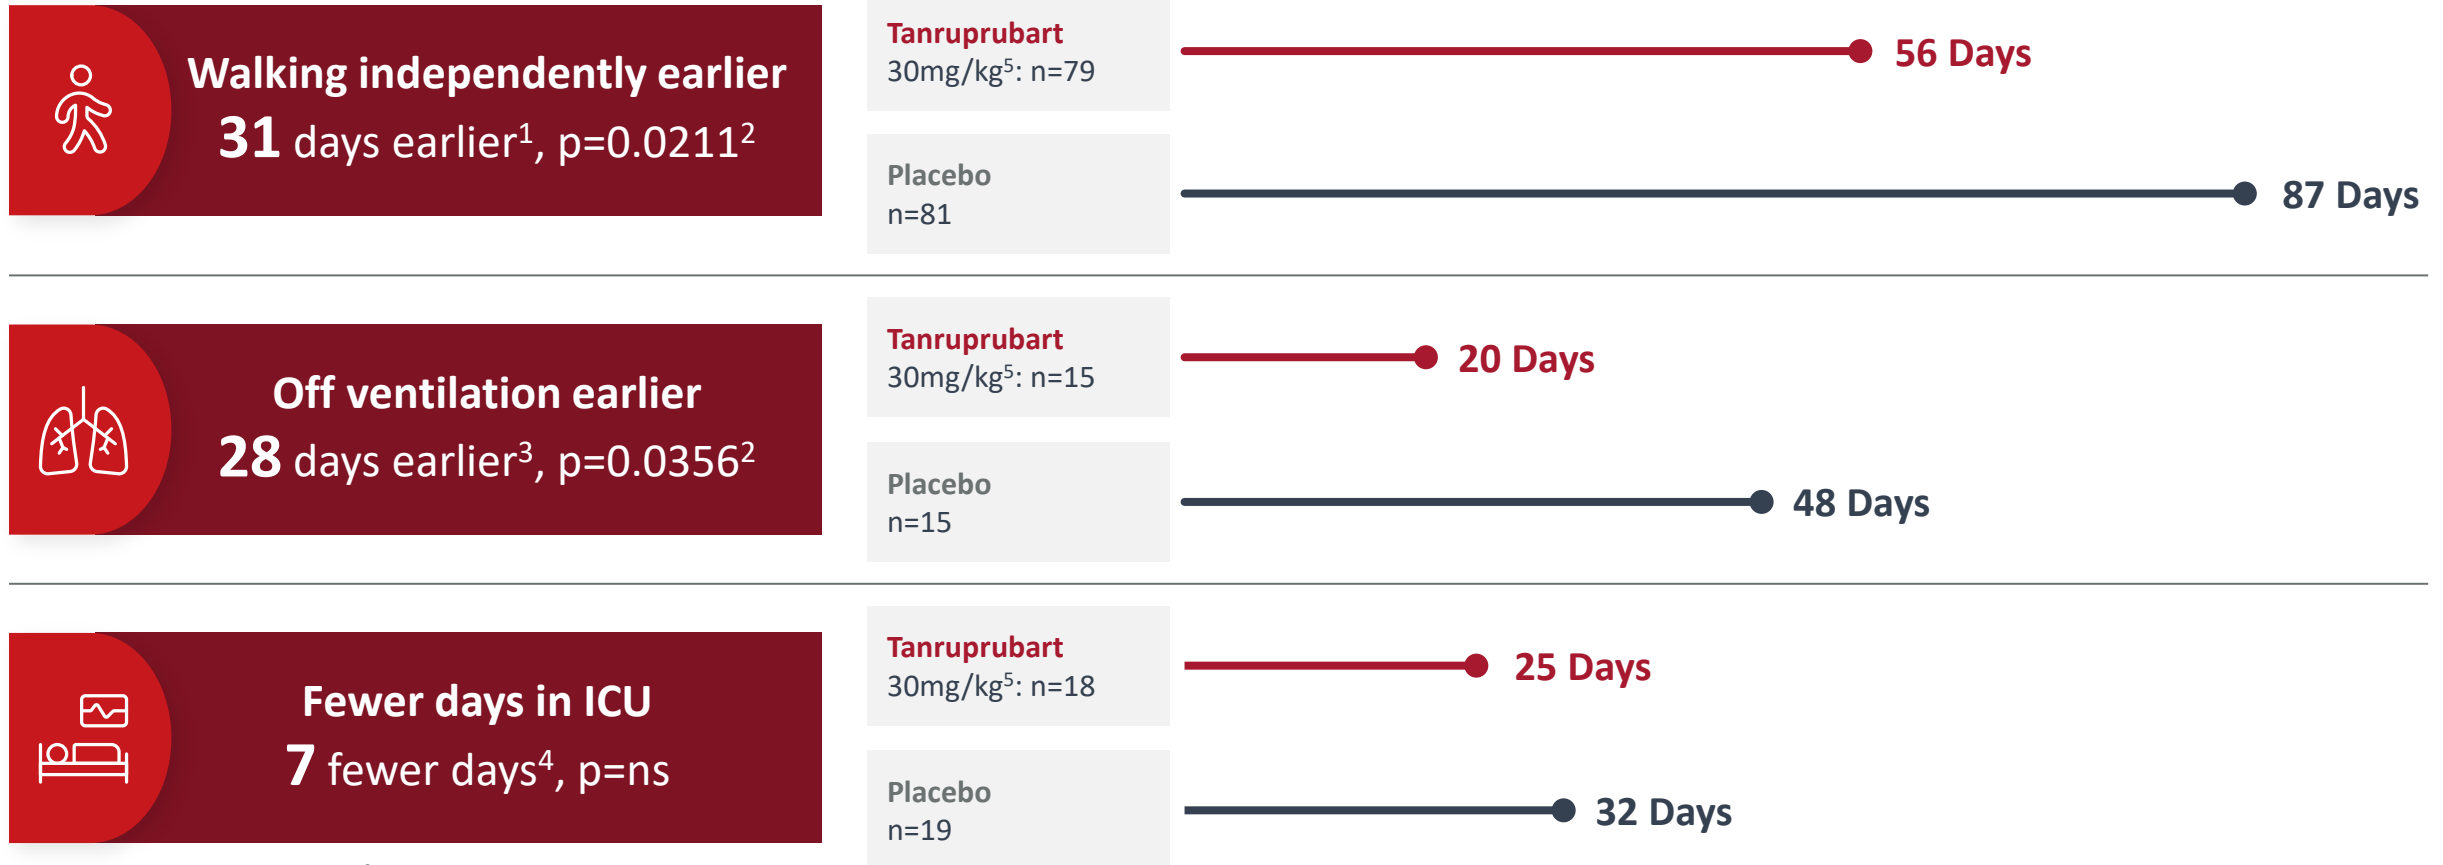 Walking independently earlier
31 days earlier¹, p=0.0211²
Tanruprubart
30mg/kg⁵: n=79
56 Days
Placebo
n=81
87 Days
Off ventilation earlier
28 days earlier³, p=0.0356²
Tanruprubart
30mg/kg⁵: n=15
20 Days
Placebo
n=15
48 Days
Fewer days in ICU
7 fewer days⁴, p=ns
Tanruprubart
30mg/kg⁵: n=18
25 Days
Placebo
n=19
32 Days